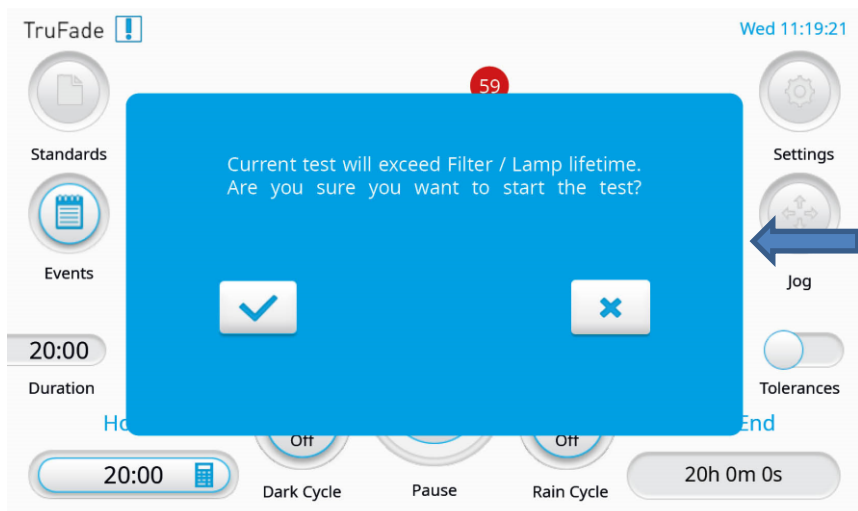 TruFade !
Wed 11:19:21
59
Standards
Settings
Current test will exceed Filter / Lamp lifetime.
Are you sure you want to start the test?
Events
Jog
20:00
Duration
Tolerances
Off
Off
End
20:00
Dark Cycle
Pause
Rain Cycle
20h 0m 0s